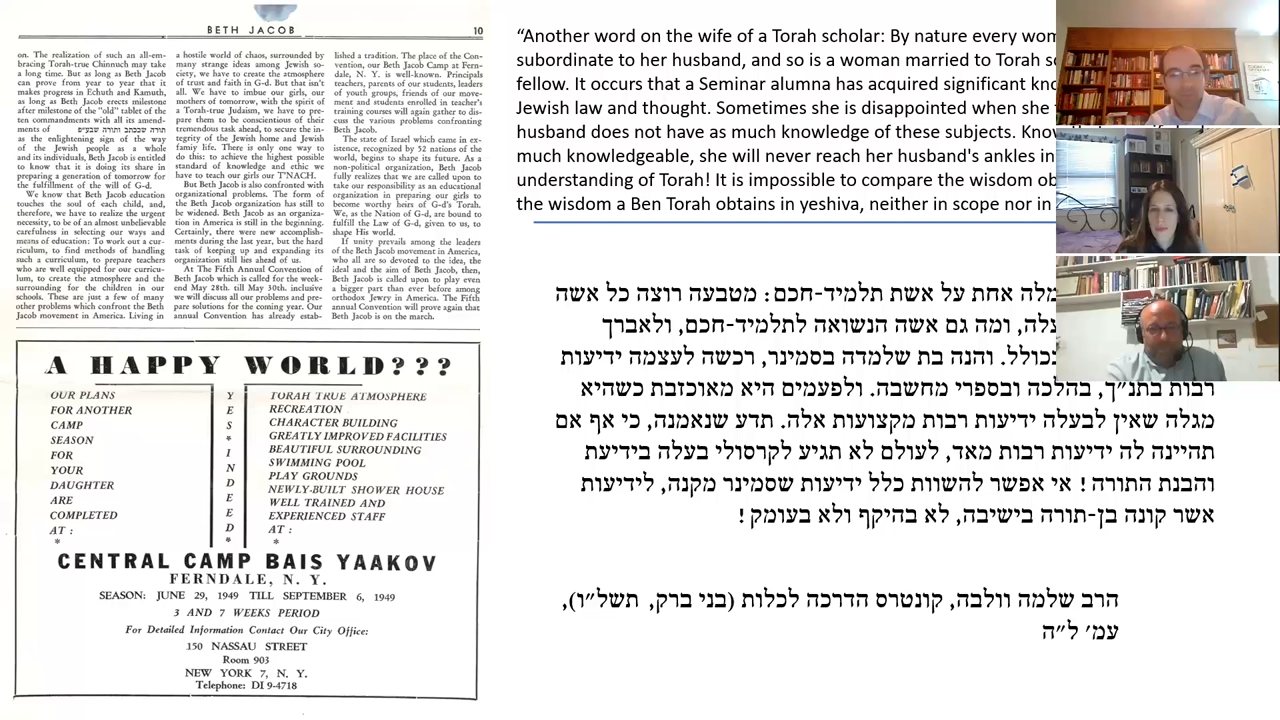 BETH JACOB 10
on. The realization of such an all-em-
bracing Torah-true Chinnuch may take
a long time. But as long as Beth Jacob
can prove from year to year that it
makes progress in Echuth and Kamuth,
as long as Beth Jacob erects milestone
after milestone of the "old" tablet of the
ten commandments with all its amend-
ments of תורה שבכתב ותורה שבע״פ
as the enlightening sign of the way
of the Jewish people as a whole
and its individuals, Beth Jacob is entitled
to know that it is doing its share in
preparing a generation of tomorrow for
the fulfillment of the will of G-d.
We know that Beth Jacob education
touches the soul of each child, and,
therefore, we have to realize the urgent
necessity, to be of an almost unbelievable
carefulness in selecting our ways and
means of education: To work out a cur-
riculum, to find methods of handling
such a curriculum, to prepare teachers
who are well equipped for our curricu-
lum, to create the atmosphere and the
surrounding for the children in our
schools. These are just a few of many
other problems which confront the Beth
Jacob movement in America. Living in
a hostile world of chaos, surrounded by
many strange ideas among Jewish so-
ciety, we have to create the atmosphere
of trust and faith in G-d. But that isn't
all. We have to imbue our girls, our
mothers of tomorrow, with the spirit of
a Torah-true Judaism, we have to pre-
pare them to be conscientious of their
tremendous task ahead, to secure the in-
tegrity of the Jewish home and Jewish
family life. There is only one way to
do this: to achieve the highest possible
standard of knowledge and ethic we
have to teach our girls our T'NACH.
But Beth Jacob is also confronted with
organizational problems. The form of
the Beth Jacob organization has still to
be widened. Beth Jacob as an organiza-
tion in America is still in the beginning.
Certainly, there were new accomplish-
ments during the last year, but the hard
task of keeping up and expanding its
organization still lies ahead of us.
At The Fifth Annual Convention of
Beth Jacob which is called for the week-
end May 28th. till May 30th. inclusive
we will discuss all our problems and pre-
pare solutions for the coming year. Our
annual Convention has already estab-
lished a tradition. The place of the Con-
vention, our Beth Jacob Camp at Fern-
dale, N. Y. is well-known. Principals
teachers, parents of our students, leaders
of youth groups, friends of our move-
ment and students enrolled in teacher's
training courses will again gather to dis-
cuss the various problems confronting
Beth Jacob.
The state of Israel which came in ex-
istence, recognized by 52 nations of the
world, begins to shape its future. As a
non-political organization, Beth Jacob
fully realizes that we are called upon to
take our responsibility as an educational
organization in preparing our girls to
become worthy heirs of G-d's Torah.
We, as the Nation of G-d, are bound to
fulfill the Law of G-d, given to us, to
shape His world.
If unity prevails among the leaders
of the Beth Jacob movement in America,
who all are so devoted to the idea, the
ideal and the aim of Beth Jacob, then,
Beth Jacob is called upon to play even
a bigger part than ever before among
orthodox Jewry in America. The Fifth
annual Convention will prove again that
Beth Jacob is on the march.
A HAPPY WORLD???
OUR PLANS
FOR ANOTHER
CAMP
SEASON
FOR
YOUR
DAUGHTER
ARE
COMPLETED
AT :
*
Y
E
S
*
I
N
D
E
E
D
*
TORAH TRUE ATMOSPHERE
RECREATION
CHARACTER BUILDING
GREATLY IMPROVED FACILITIES
BEAUTIFUL SURROUNDING
SWIMMING POOL
PLAY GROUNDS
NEWLY-BUILT SHOWER HOUSE
WELL TRAINED AND
EXPERIENCED STAFF
AT :
*
CENTRAL CAMP BAIS YAAKOV
FERNDALE, N. Y.
SEASON: JUNE 29, 1949 TILL SEPTEMBER 6, 1949
3 AND 7 WEEKS PERIOD
For Detailed Information Contact Our City Office:
150 NASSAU STREET
Room 903
NEW YORK 7, N. Y.
Telephone: DI 9-4718
“Another word on the wife of a Torah scholar: By nature every wom
subordinate to her husband, and so is a woman married to Torah sc
fellow. It occurs that a Seminar alumna has acquired significant kno
Jewish law and thought. Sometimes she is disappointed when she
husband does not have as much knowledge of these subjects. Know
much knowledgeable, she will never reach her husband's ankles in
understanding of Torah! It is impossible to compare the wisdom ob
the wisdom a Ben Torah obtains in yeshiva, neither in scope nor in
מלה אחת על אשת תלמיד-חכם: מטבעה רוצה כל אשה
עלה, ומה גם אשה הנשואה לתלמיד-חכם, ולאברך
בכולל. והנה בת שלמדה בסמינר, רכשה לעצמה ידיעות
רבות בתנ״ך, בהלכה ובספרי מחשבה. ולפעמים היא מאוכזבת כשהיא
מגלה שאין לבעלה ידיעות רבות מקצועות אלה. תדע שנאמנה, כי אף אם
תהיינה לה ידיעות רבות מאד, לעולם לא תגיע לקרסולי בעלה בידיעת
והבנת התורה! אי אפשר להשוות כלל ידיעות שסמינר מקנה, לידיעות
אשר קונה בן-תורה בישיבה, לא בהיקף ולא בעומק!
הרב שלמה וולבה, קונטרס הדרכה לכלות (בני ברק, תשל״ו),
עמ׳ ל״ה